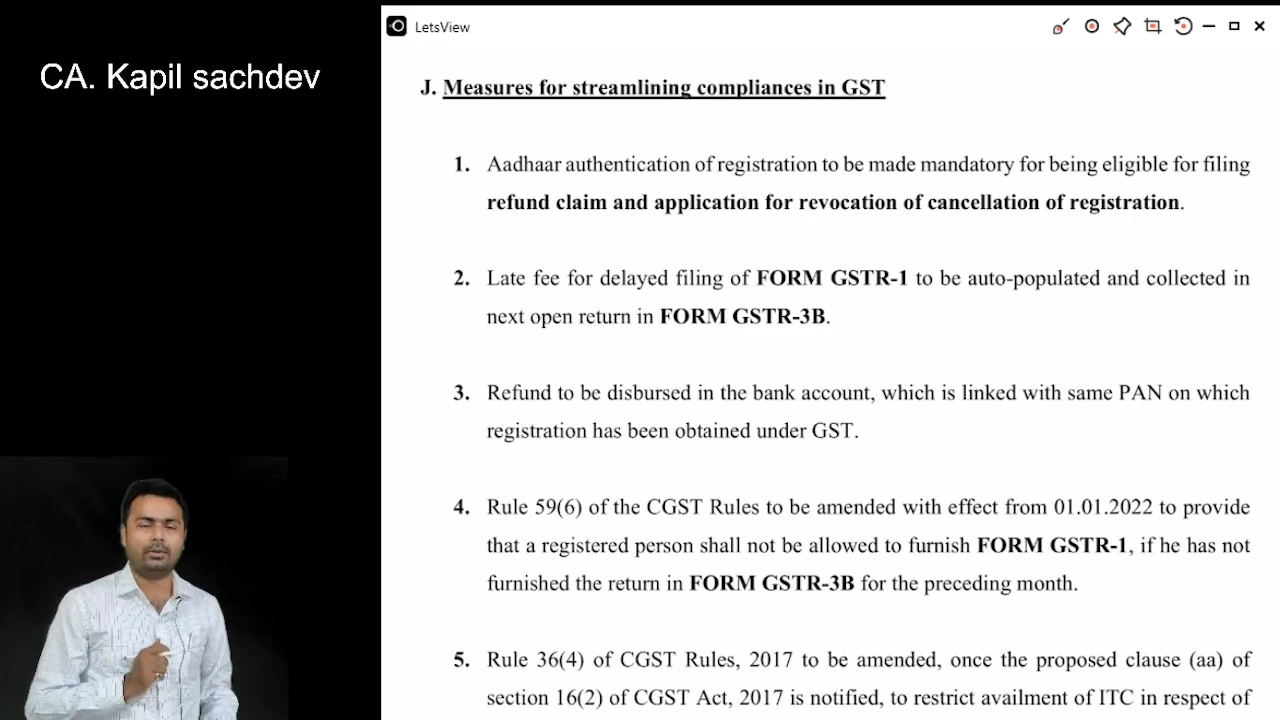 CA. Kapil sachdev
LetsView
J. Measures for streamlining compliances in GST
1. Aadhaar authentication of registration to be made mandatory for being eligible for filing
refund claim and application for revocation of cancellation of registration.
2. Late fee for delayed filing of FORM GSTR-1 to be auto-populated and collected in
next open return in FORM GSTR-3B.
3. Refund to be disbursed in the bank account, which is linked with same PAN on which
registration has been obtained under GST.
4. Rule 59(6) of the CGST Rules to be amended with effect from 01.01.2022 to provide
that a registered person shall not be allowed to furnish FORM GSTR-1, if he has not
furnished the return in FORM GSTR-3B for the preceding month.
5. Rule 36(4) of CGST Rules, 2017 to be amended, once the proposed clause (aa) of
section 16(2) of CGST Act, 2017 is notified, to restrict availment of ITC in respect of